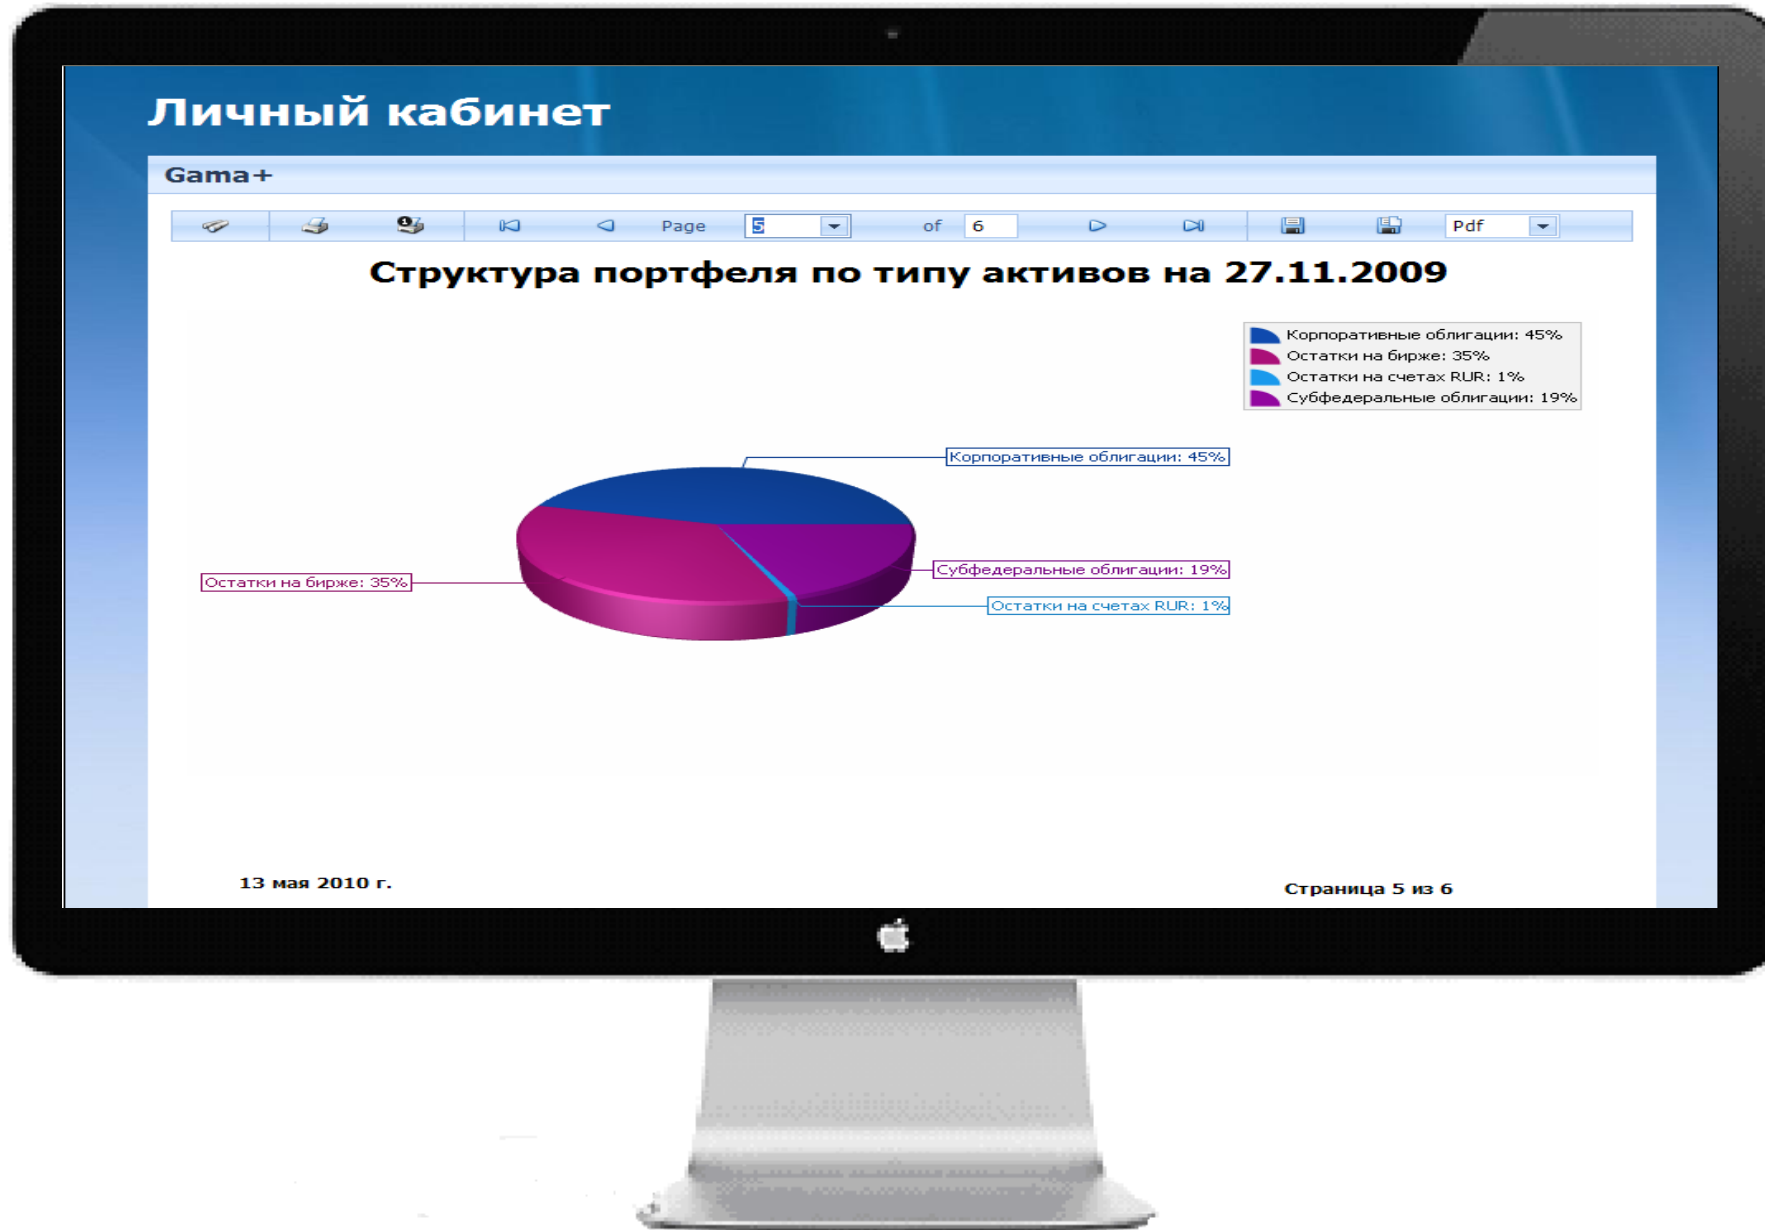 Личный кабинет
Gama+
Page 5 of 6 Pdf
Структура портфеля по типу активов на 27.11.2009
Корпоративные облигации: 45%
Остатки на бирже: 35%
Остатки на счетах RUR: 1%
Субфедеральные облигации: 19%
Корпоративные облигации: 45%
Субфедеральные облигации: 19%
Остатки на бирже: 35%
Остатки на счетах RUR: 1%
13 мая 2010 г.
Страница 5 из 6